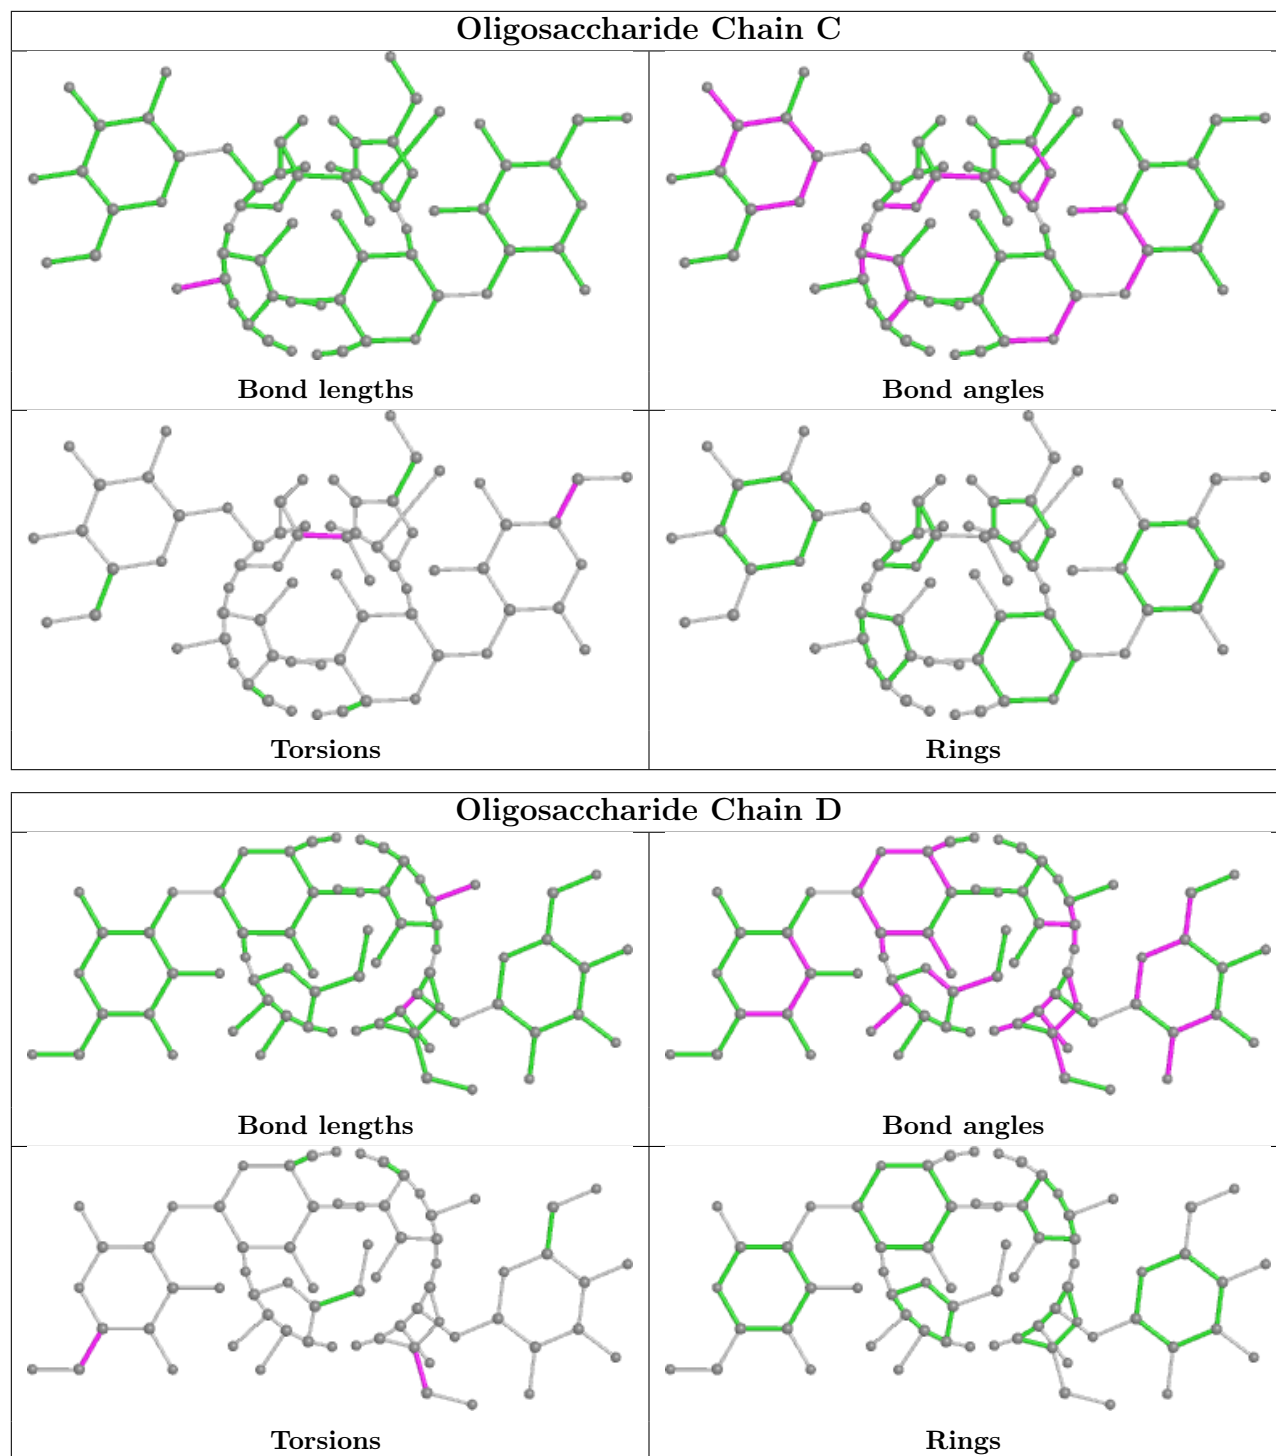 Oligosaccharide Chain C
Bond lengths
Bond angles
Torsions
Rings
Oligosaccharide Chain D
Bond lengths
Bond angles
Torsions
Rings